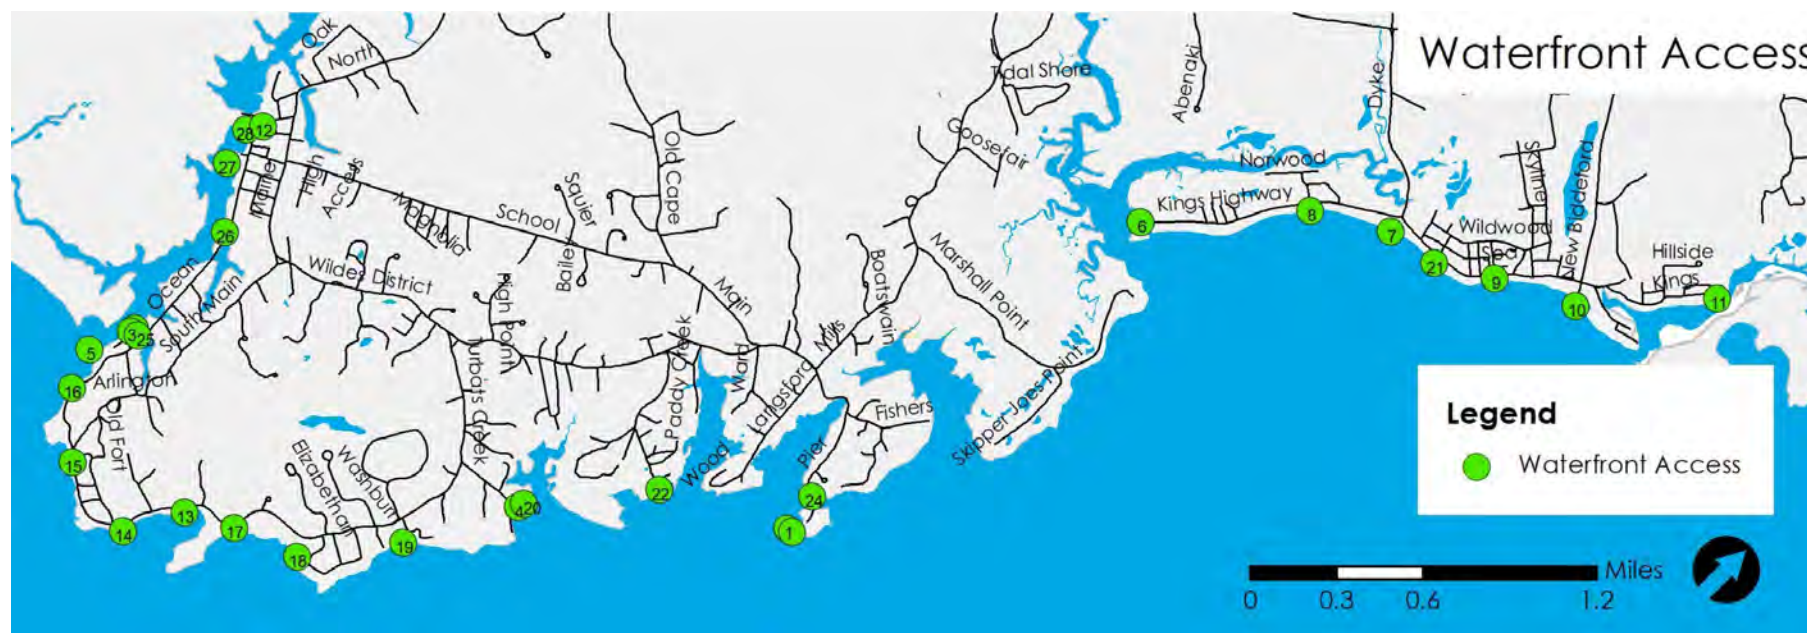 Waterfront Access
Oak
North
Tidal Shore
Abenaki
Dyke
28
12
27
High
Access
Maine
Magnolia
School
Squier
Old Cape
Goosefair
Norwood
Kings Highway
Skyline
New Biddeford
6
8
7
Wildwood
Spa
Hillside
Kings
21
9
10
11
26
Ocean
South Main
Wildes District
Bailey
High Point
Main
Boatswain
Marshall Point
3
25
5
16
Arlington
Old Fort
Turbats Creek
Paddy Creek
Ward
Mills
Langsford
Fishers
Skipper Joes Point
Legend
Waterfront Access
15
Elizabethan
Washburn
Wood
Pier
22
24
4
20
1
14
13
17
18
19
Miles
0
0.3
0.6
1.2